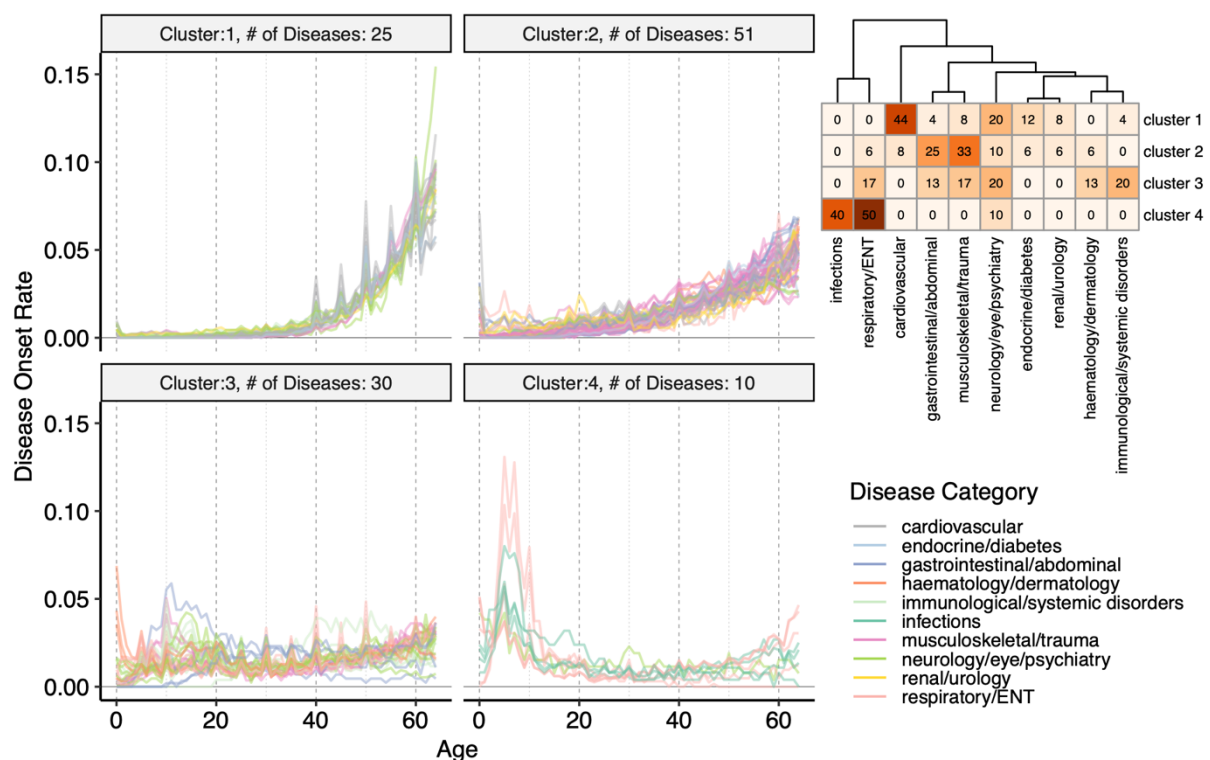 Cluster:1, # of Diseases: 25
Cluster:2, # of Diseases: 51
0.15
0.10
0.05
0.00
Cluster:3, # of Diseases: 30
Cluster:4, # of Diseases: 10
0.15
0.10
0.05
0.00
0 20 40 60
0 20 40 60
Age
Disease Onset Rate
0 0 44 4 8 20 12 8 0 4 cluster 1
0 6 8 25 33 10 6 6 6 0 cluster 2
0 17 0 13 17 20 0 0 13 20 cluster 3
40 50 0 0 0 10 0 0 0 0 cluster 4
infections
respiratory/ENT
cardiovascular
gastrointestinal/abdominal
musculoskeletal/trauma
neurology/eye/psychiatry
endocrine/diabetes
renal/urology
haematology/dermatology
immunological/systemic disorders
Disease Category
cardiovascular
endocrine/diabetes
gastrointestinal/abdominal
haematology/dermatology
immunological/systemic disorders
infections
musculoskeletal/trauma
neurology/eye/psychiatry
renal/urology
respiratory/ENT